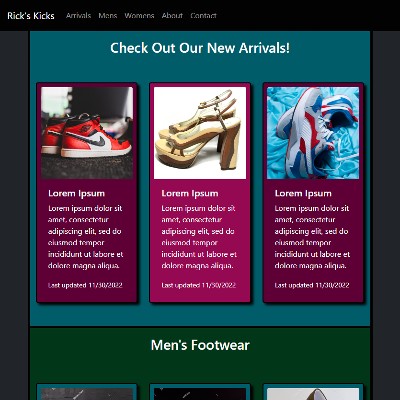 Rick's Kicks Arrivals Mens Womens About Contact
Check Out Our New Arrivals!
Lorem Ipsum
Lorem ipsum dolor sit
amet, consectetur
adipiscing elit, sed do
eiusmod tempor
incididunt ut labore et
dolore magna aliqua.
Last updated 11/30/2022
Lorem Ipsum
Lorem ipsum dolor sit
amet, consectetur
adipiscing elit, sed do
eiusmod tempor
incididunt ut labore et
dolore magna aliqua.
Last updated 11/30/2022
Lorem Ipsum
Lorem ipsum dolor sit
amet, consectetur
adipiscing elit, sed do
eiusmod tempor
incididunt ut labore et
dolore magna aliqua.
Last updated 11/30/2022
Men's Footwear